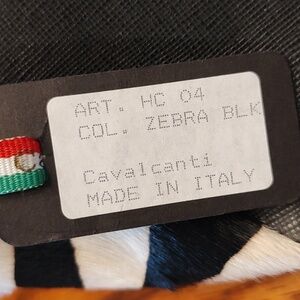 ART. HC 04
COL. ZEBRA BLK
Cavalcanti
MADE IN ITALY